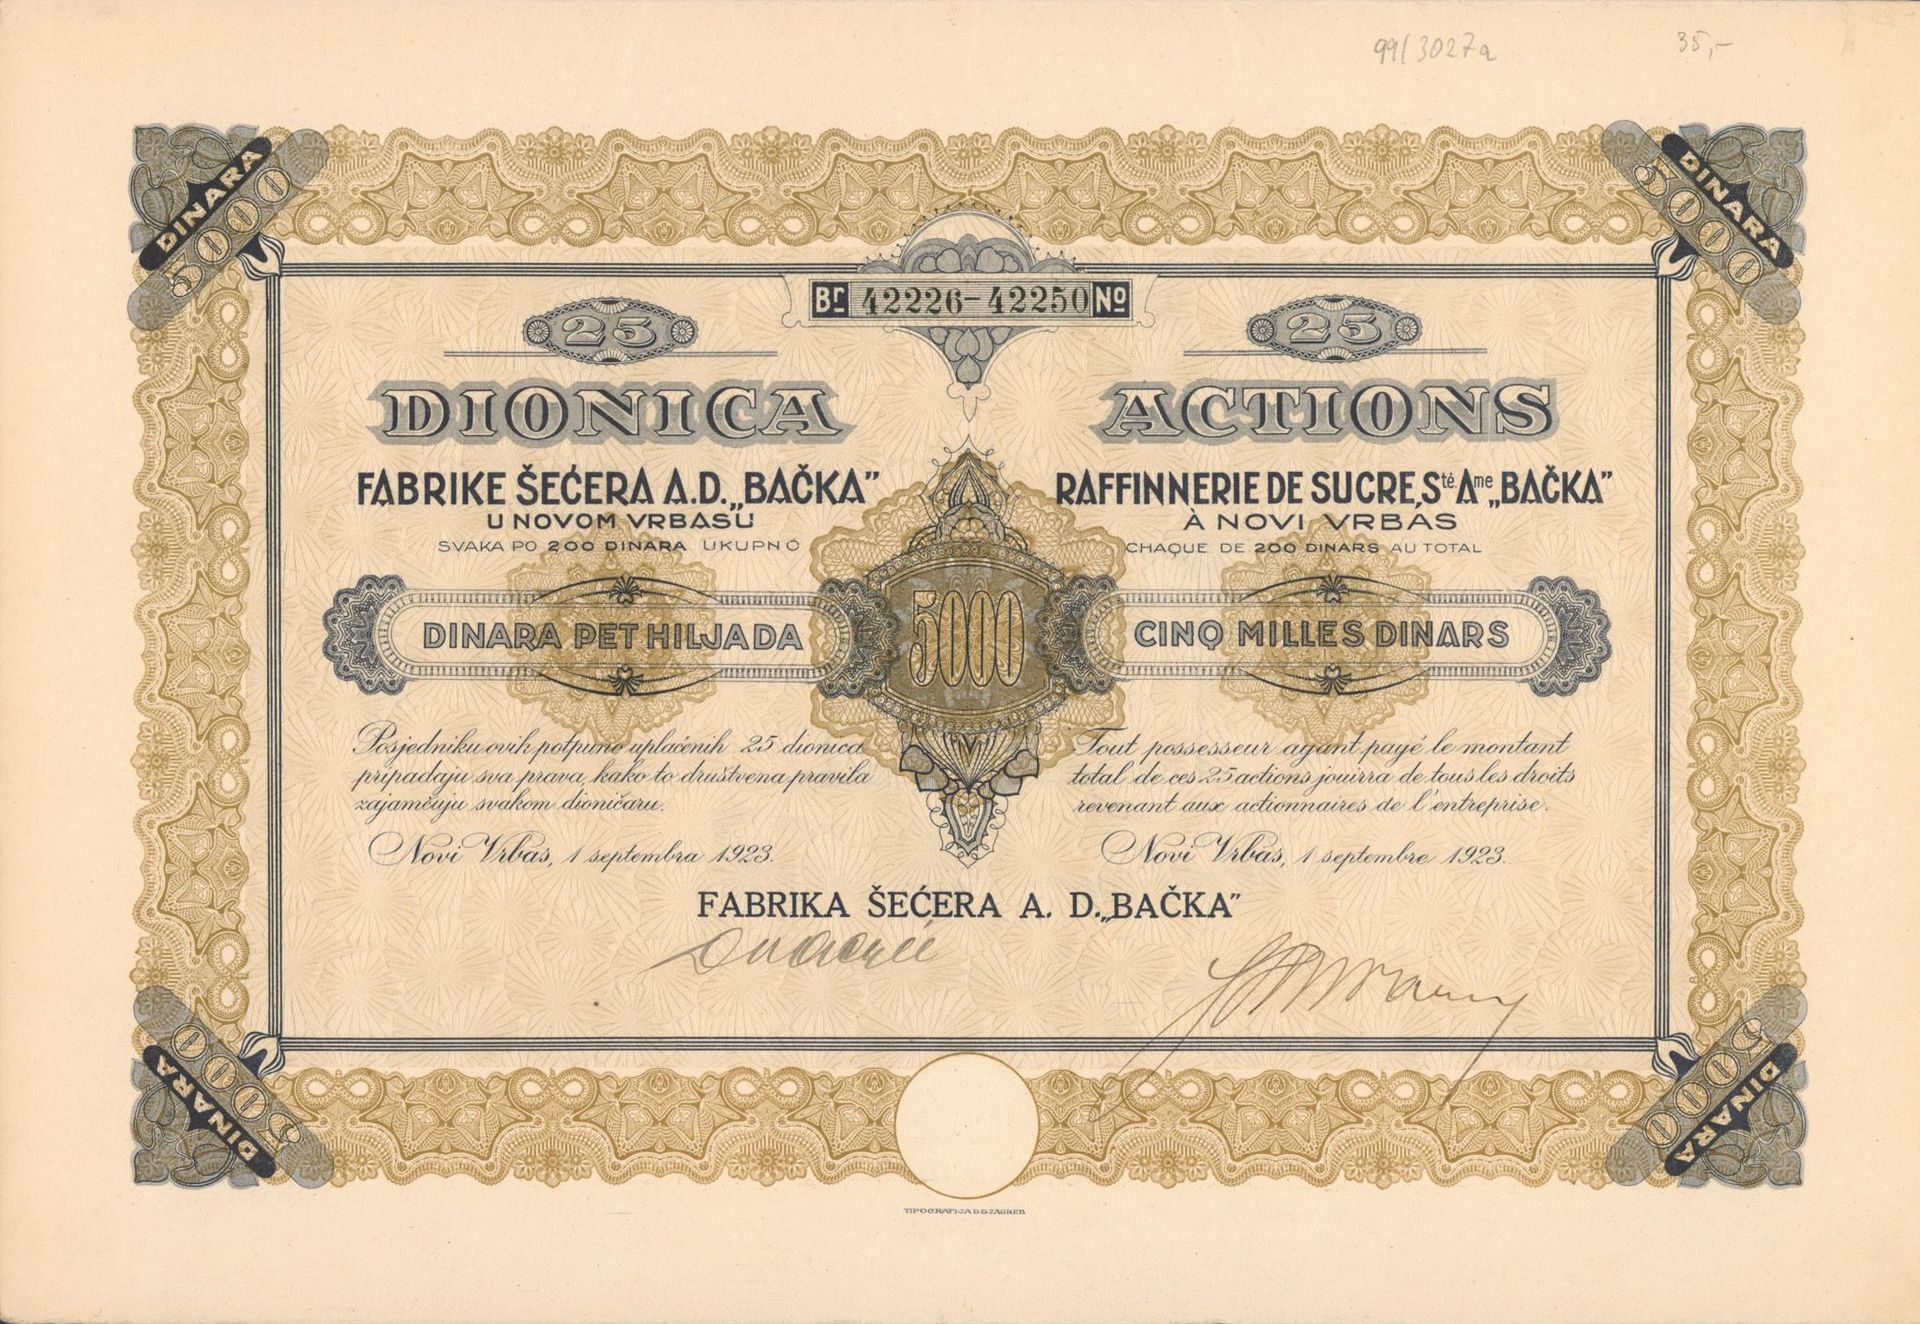 99/3027a
35,-
DINARA 5000
5000 DINARA
Br 42226-42250 No
25
DIONICA
FABRIKE ŠEĆERA A.D. „BAČKA"
U NOVOM VRBASU
SVAKA PO 200 DINARA UKUPNO
DINARA PET HILJADA
Posjedniku ovih potpuno uplaćenih 25 dionica
pripadaju sva prava, kako to društvena pravila
zajamčuju svakom dioničaru.
Novi Vrbas, 1 septembra 1923.
5000
25
ACTIONS
RAFFINNERIE DE SUCRE, Sté. Ame „BAČKA"
À NOVI VRBAS
CHAQUE DE 200 DINARS AU TOTAL
CINQ MILLES DINARS
Tout possesseur ayant payé le montant
total de ces 25 actions jouirra de tous les droits
revenant aux actionnaires de l'entreprise.
Novi Vrbas, 1 septembre 1923.
FABRIKA ŠEĆERA A. D. „BAČKA"
DINARA 5000
5000 DINARA
TIPOGRAFIJA D.D. ZAGREB